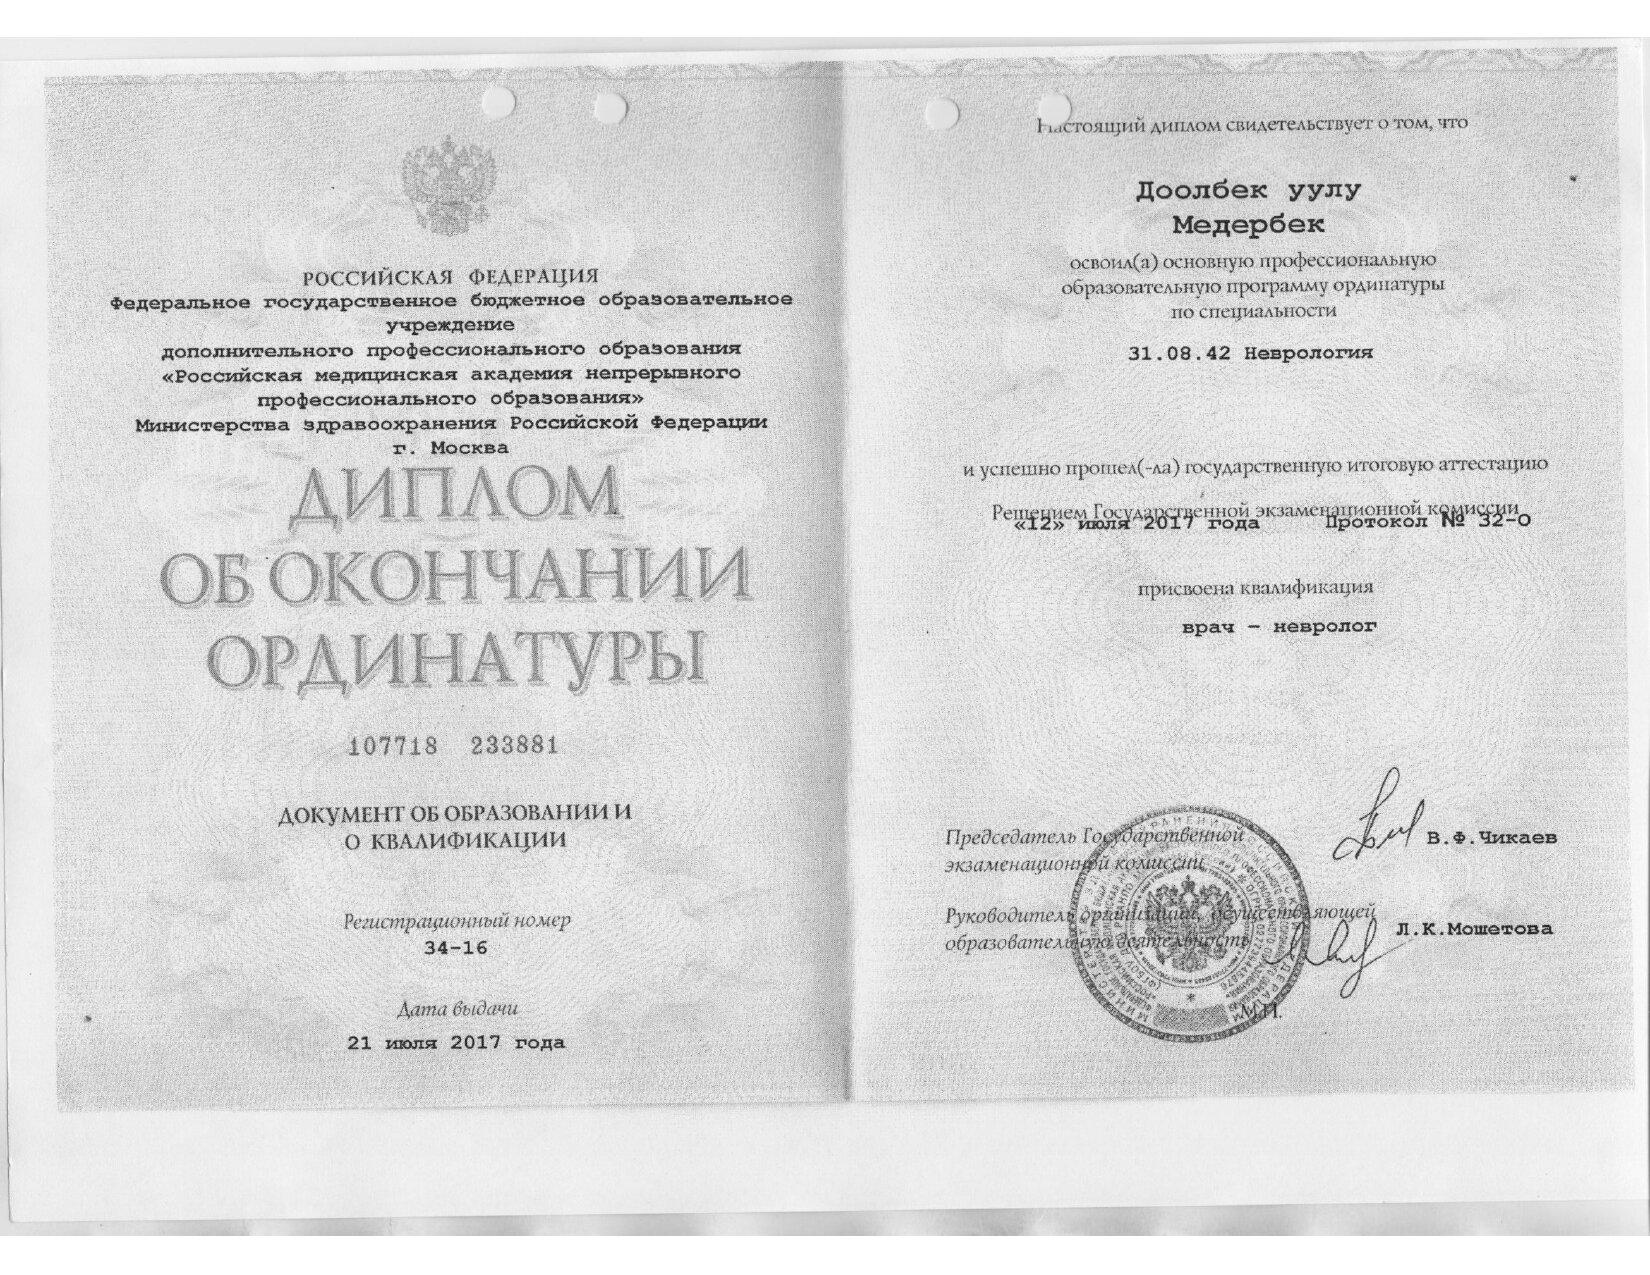 РОССИЙСКАЯ ФЕДЕРАЦИЯ
Федеральное государственное бюджетное образовательное
учреждение
дополнительного профессионального образования
«Российская медицинская академия непрерывного
профессионального образования»
Министерства здравоохранения Российской Федерации
г. Москва
ДИПЛОМ
ОБ ОКОНЧАНИИ
ОРДИНАТУРЫ
107718 233881
ДОКУМЕНТ ОБ ОБРАЗОВАНИИ И
О КВАЛИФИКАЦИИ
Регистрационный номер
34-16
Дата выдачи
21 июля 2017 года
Настоящий диплом свидетельствует о том, что
Доолбек уулу
Медербек
освоил(а) основную профессиональную
образовательную программу ординатуры
по специальности
31.08.42 Неврология
и успешно прошел(-ла) государственную итоговую аттестацию
Решением Государственной экзаменационной комиссии
«12» июля 2017 года Протокол № 32-О
присвоена квалификация
врач – невролог
Председатель Государственной
экзаменационной комиссии
В.Ф.Чикаев
Руководитель организации, осуществляющей
образовательную деятельность
Л.К.Мошетова
М.П.